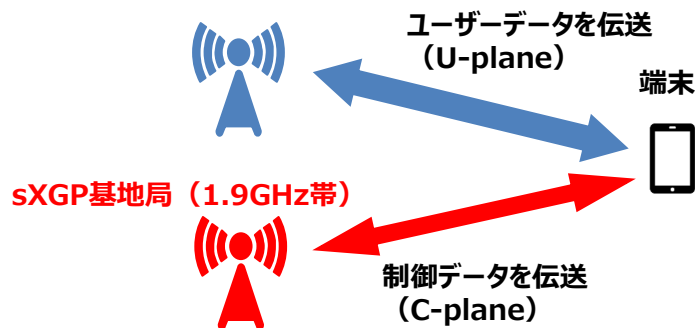 ユーザーデータを伝送
（U-plane）
端末
sXGP基地局（1.9GHz帯）
制御データを伝送
（C-plane）